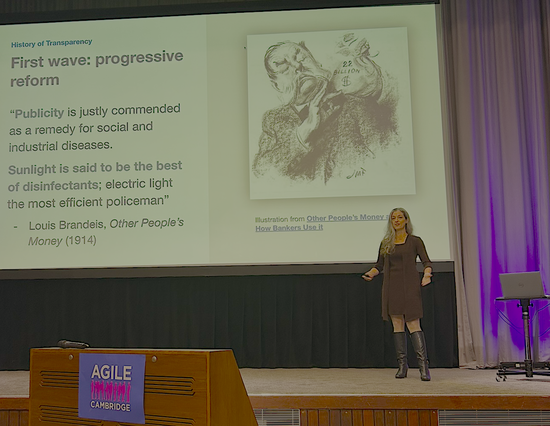 History of Transparency
First wave: progressive
reform
“Publicity is justly commended
as a remedy for social and
industrial diseases.
Sunlight is said to be the best
of disinfectants; electric light
the most efficient policeman”
- Louis Brandeis, Other People's
Money (1914)
22
Illustration from Other People's Money
How Bankers Use it
AGILE
CAMBRIDGE